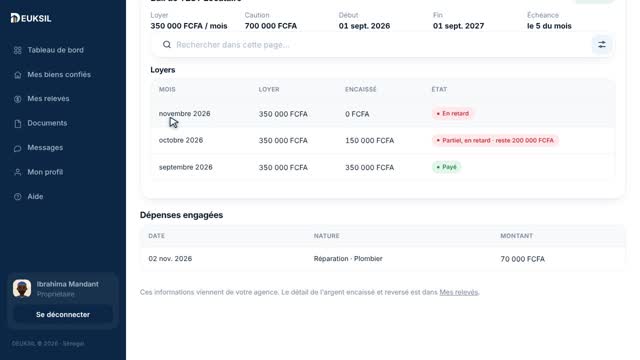 DEUKSIL
Tableau de bord
Mes biens confiés
Mes relevés
Documents
Messages
Mon profil
Aide
Ibrahima Mandant
Propriétaire
Se déconnecter
DEUKSIL © 2026 · Sénégal
Loyer
350 000 FCFA / mois
Caution
700 000 FCFA
Début
01 sept. 2026
Fin
01 sept. 2027
Échéance
le 5 du mois
Rechercher dans cette page...
Loyers
MOIS LOYER ENCAISSÉ ÉTAT
novembre 2026 350 000 FCFA 0 FCFA En retard
octobre 2026 350 000 FCFA 150 000 FCFA Partiel, en retard · reste 200 000 FCFA
septembre 2026 350 000 FCFA 350 000 FCFA Payé
Dépenses engagées
DATE NATURE MONTANT
02 nov. 2026 Réparation · Plombier 70 000 FCFA
Ces informations viennent de votre agence. Le détail de l'argent encaissé et reversé est dans Mes relevés.